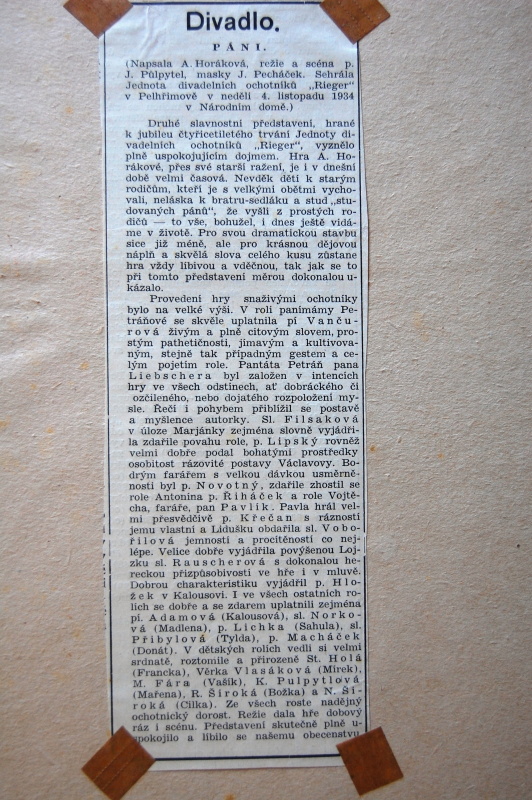 Divadlo.
PÁNI.
(Napsala A. Horáková, režie a scéna p.
J. Půlpytel, masky J. Pecháček. Sehrála
Jednota divadelních ochotníků „Rieger"
v Pelhřimově v neděli 4. listopadu 1934
v Národním domě.)
Druhé slavnostní představení, hrané
k jubileu čtyřicetiletého trvání Jednoty di-
vadelních ochotníků „Rieger", vyznělo
plně uspokojujícím dojmem. Hra A. Ho-
rákové, přes své starší ražení, je i v dnešní
době velmi časová. Nevděk dětí k starým
rodičům, kteří je s velkými obětmi vycho-
vali, neláska k bratru-sedláku a stud „stu-
dovaných pánů", že vyšli z prostých ro-
dičů — to vše, bohužel, i dnes ještě vídá-
me v životě. Pro svou dramatickou stavbu
sice již méně, ale pro krásnou dějovou
náplň a skvělá slova celého kusu zůstane
hra vždy líbivou a vděčnou, tak jak se to
při tomto představení měrou dokonalou u-
kázalo.
Provedení hry snaživými ochotníky
bylo na velké výši. V roli panímámy Pe-
tráňové se skvěle uplatnila pí Vanču-
rová živým a plně citovým slovem, pro-
stým pathetičnosti, jímavým a kultivova-
ným, stejně tak případným gestem a ce-
lým pojetím role. Pantáta Petráň pana
Liebschera byl založen v intencích
hry ve všech odstínech, ať dobráckého či
ozčileného, nebo dojatého rozpoložení my-
sle. Řečí i pohybem přiblížil se postavě
a myšlence autorky. Sl. Filsaková
v úloze Marjánky zejména slovně vyjádři-
la zdařile povahu role, p. Lipský rovněž
velmi dobře podal bohatými prostředky
osobitost rázovité postavy Václavovy. Bo-
drým farářem s velkou dávkou usměrně-
nosti byl p. Novotný, zdařile zhostil se
role Antonína p. Řiháček a role Vojtě-
cha, faráře, pan Pavlík. Pavla hrál vel-
mi přesvědčivě p. Křečan s rázností
jemu vlastní a Lidušku obdařila sl. Vobo-
řilová jemností a procítěností co nej-
lépe. Velice dobře vyjádřila povýšenou Loj-
zku sl. Rauscherová s dokonalou he-
reckou přizpůsobivostí ve hře i v mluvě.
Dobrou charakteristiku vyjádřil p. Hlo-
žek v Kalousovi. I ve všech ostatních ro-
lích se dobře a se zdarem uplatnili zejména
pí. Adamová (Kalousová), sl. Norko-
vá (Madlena), p. Lichka (Sahula), sl.
Přibylová (Tylda), p. Macháček
(Donát). V dětských rolích vedli si velmi
srdnatě, roztomile a přirozeně St. Holá
(Francka), Věrka Vlasáková (Mirek),
M. Fára (Vašík), K. Pulpytlová
(Mařena), R. Široká (Božka) a N. Ši-
roká (Cilka). Ze všech roste nadějný
ochotnický dorost. Režie dala hře dobový
ráz i scénu. Představení skutečně plně u-
spokojilo a líbilo se našemu obecenstvu